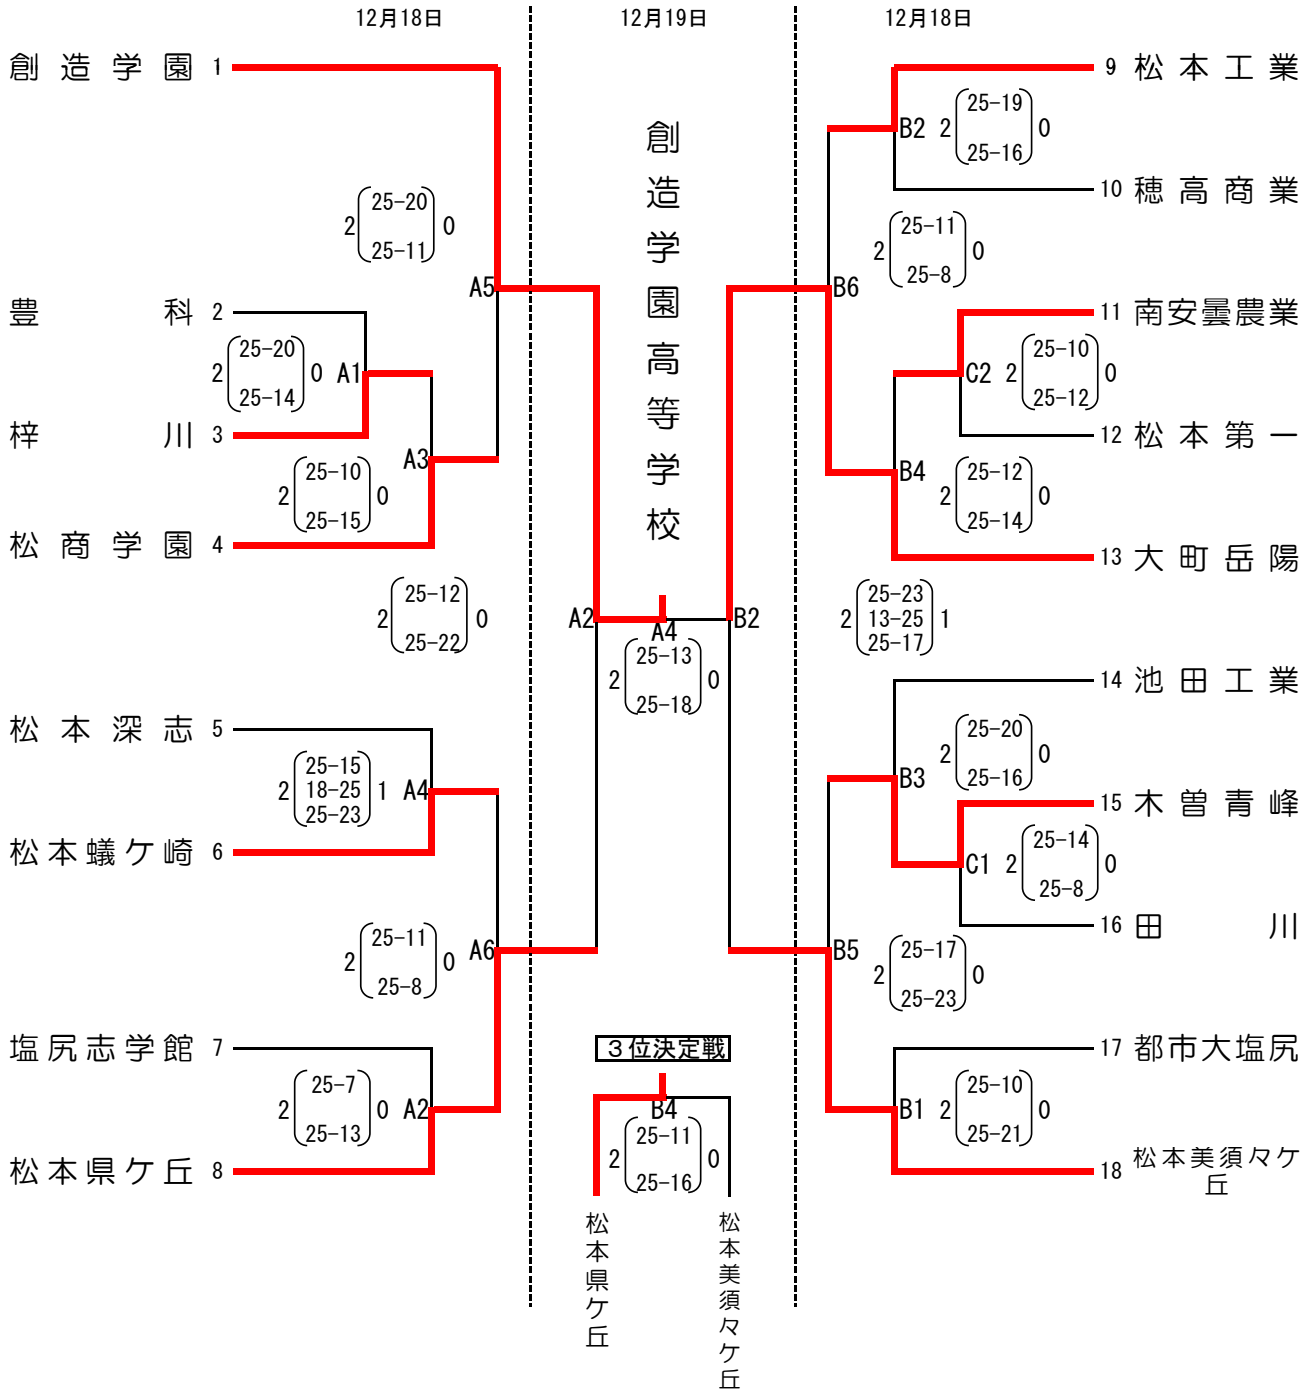 12月18日
12月19日
12月18日
創造学園 1
豊科 2
梓川 3
松商学園 4
松本深志 5
松本蟻ケ崎 6
塩尻志学館 7
松本県ケ丘 8
A5
2 25-20 0
25-11
A1
2 25-20 0
25-14
A3
2 25-10 0
25-15
2 25-12 0
25-22
A4
25-15
2 18-25 1
25-23
A6
2 25-11 0
25-8
A2
2 25-7 0
25-13
創造学園高等学校
A2
A4
B2
2 25-13 0
25-18
3位決定戦
B4
2 25-11 0
25-16
松本県ケ丘
松本美須々ケ丘
9 松本工業
10 穂高商業
11 南安曇農業
12 松本第一
13 大町岳陽
14 池田工業
15 木曽青峰
16 田川
17 都市大塩尻
18 松本美須々ケ
丘
B2
2 25-19 0
25-16
B6
2 25-11 0
25-8
C2
2 25-10 0
25-12
B4
2 25-12 0
25-14
25-23
2 13-25 1
25-17
B3
2 25-20 0
25-16
C1
2 25-14 0
25-8
B5
2 25-17 0
25-23
B1
2 25-10 0
25-21